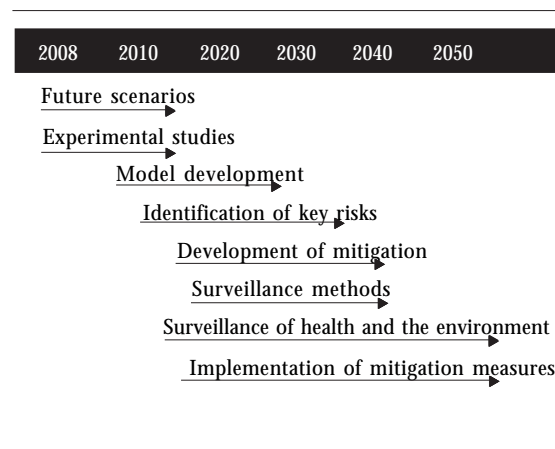 2008 2010 2020 2030 2040 2050
Future scenarios
Experimental studies
Model development
Identification of key risks
Development of mitigation
Surveillance methods
Surveillance of health and the environment
Implementation of mitigation measures